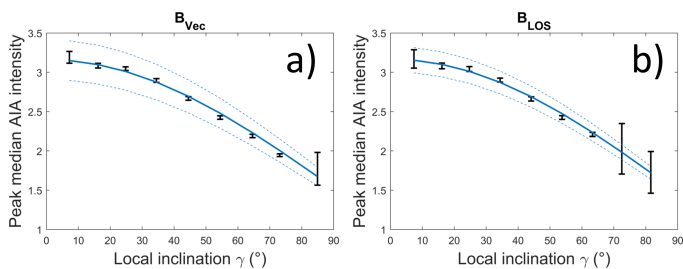 B_Vec
a)
Peak median AIA intensity
3.5
3
2.5
2
1.5
1
0 10 20 30 40 50 60 70 80 90
Local inclination γ (°)
B_LOS
b)
Peak median AIA intensity
3.5
3
2.5
2
1.5
1
0 10 20 30 40 50 60 70 80 90
Local inclination γ (°)